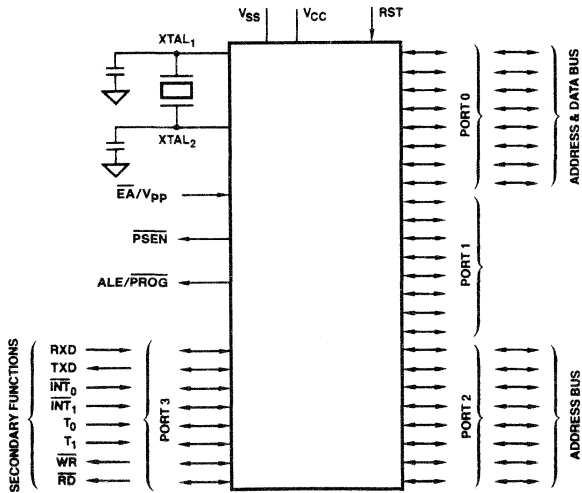 VSS VCC RST
XTAL1
XTAL2
EA/VPP
PSEN
ALE/PROG
PORT 0
ADDRESS & DATA BUS
PORT 1
PORT 2
ADDRESS BUS
SECONDARY FUNCTIONS
RXD
TXD
INT0
INT1
T0
T1
WR
RD
PORT 3